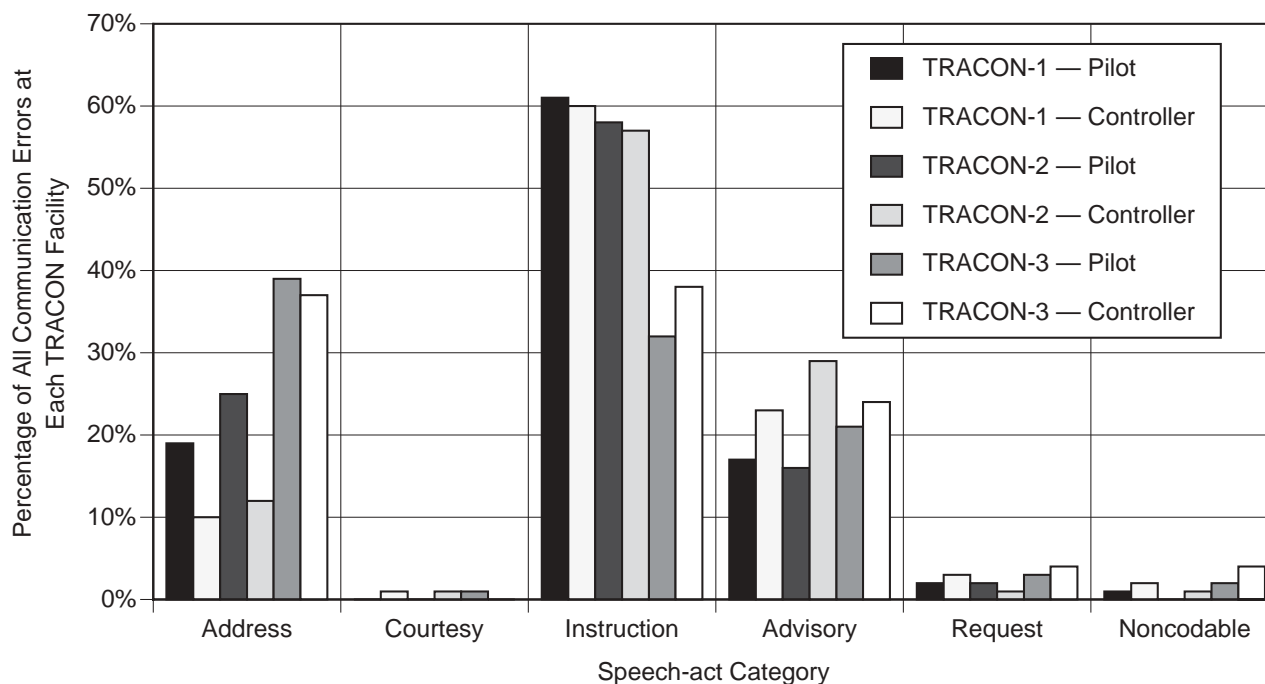 Percentage of All Communication Errors at
Each TRACON Facility
70%
60%
50%
40%
30%
20%
10%
0%
TRACON-1 — Pilot
TRACON-1 — Controller
TRACON-2 — Pilot
TRACON-2 — Controller
TRACON-3 — Pilot
TRACON-3 — Controller
Address Courtesy Instruction Advisory Request Noncodable
Speech-act Category